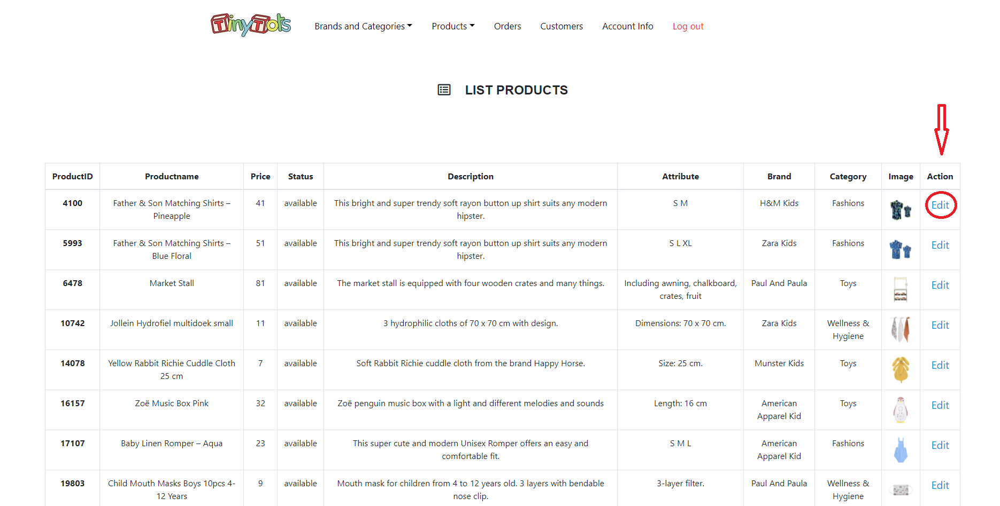 TinyTots Brands and Categories Products Orders Customers Account Info Log out
LIST PRODUCTS
ProductID Productname Price Status Description Attribute Brand Category Image Action
4100 Father & Son Matching Shirts – 41 available This bright and super trendy soft rayon button up shirt suits any modern S M H&M Kids Fashions Edit
Pineapple hipster.
5993 Father & Son Matching Shirts – 51 available This bright and super trendy soft rayon button up shirt suits any modern S L XL Zara Kids Fashions Edit
Blue Floral hipster.
6478 Market Stall 81 available The market stall is equipped with four wooden crates and many things. Including awning, chalkboard, Paul And Paula Toys Edit
crates, fruit
10742 Jollein Hydrofiel multidoek small 11 available 3 hydrophilic cloths of 70 x 70 cm with design. Dimensions: 70 x 70 cm. Zara Kids Wellness & Edit
Hygiene
14078 Yellow Rabbit Richie Cuddle Cloth 7 available Soft Rabbit Richie cuddle cloth from the brand Happy Horse. Size: 25 cm. Munster Kids Toys Edit
25 cm
16157 Zoë Music Box Pink 32 available Zoë penguin music box with a light and different melodies and sounds Length: 16 cm American Toys Edit
Apparel Kid
17107 Baby Linen Romper – Aqua 23 available This super cute and modern Unisex Romper offers an easy and S M L American Fashions Edit
comfortable fit. Apparel Kid
19803 Child Mouth Masks Boys 10pcs 4- 9 available Mouth mask for children from 4 to 12 years old. 3 layers with bendable 3-layer filter. Paul And Paula Wellness & Edit
12 Years nose clip. Hygiene